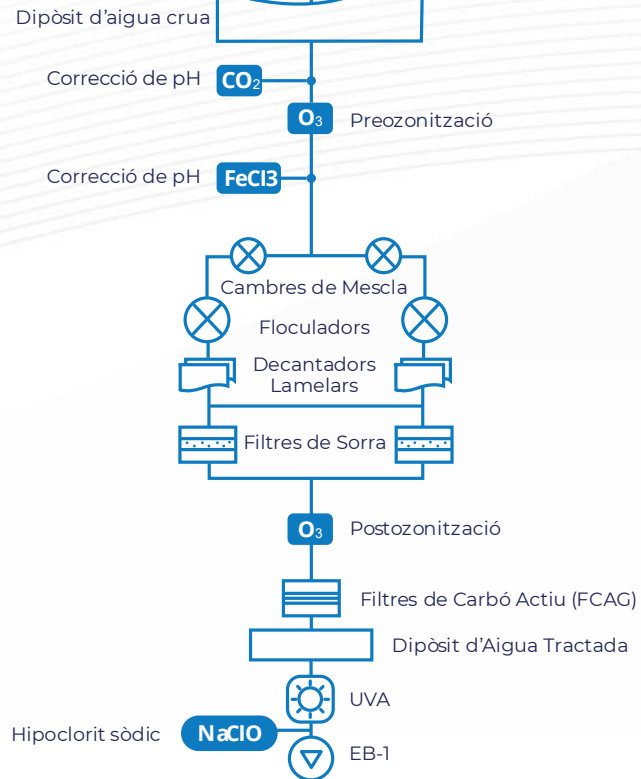 Dipòsit d'aigua crua
Correcció de pH
CO₂
O₃
Preozonització
Correcció de pH
FeCl3
Cambres de Mescla
Floculadors
Decantadors
Lamelars
Filtres de Sorra
O₃
Postozonització
Filtres de Carbó Actiu (FCAG)
Dipòsit d'Aigua Tractada
UVA
Hipoclorit sòdic
NaClO
EB-1